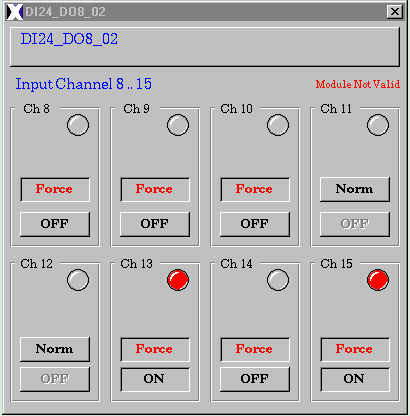 DI24_DO8_02
DI24_DO8_02
Input Channel 8 .. 15 Module Not Valid
Ch 8 Ch 9 Ch 10 Ch 11
Force Force Force Norm
OFF OFF OFF OFF
Ch 12 Ch 13 Ch 14 Ch 15
Norm Force Force Force
OFF ON OFF ON